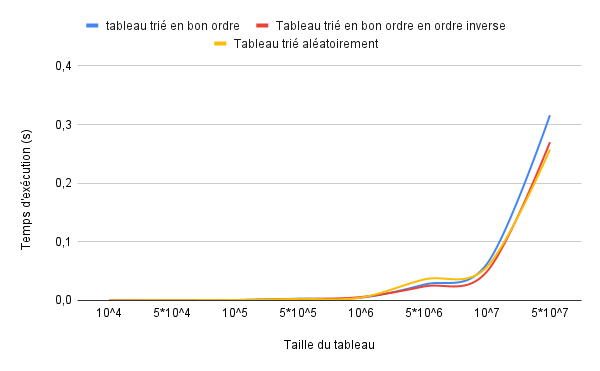 tableau trié en bon ordre
Tableau trié en bon ordre en ordre inverse
Tableau trié aléatoirement
0,4
0,3
0,2
0,1
0,0
Temps d'exécution (s)
10^4
5*10^4
10^5
5*10^5
10^6
5*10^6
10^7
5*10^7
Taille du tableau